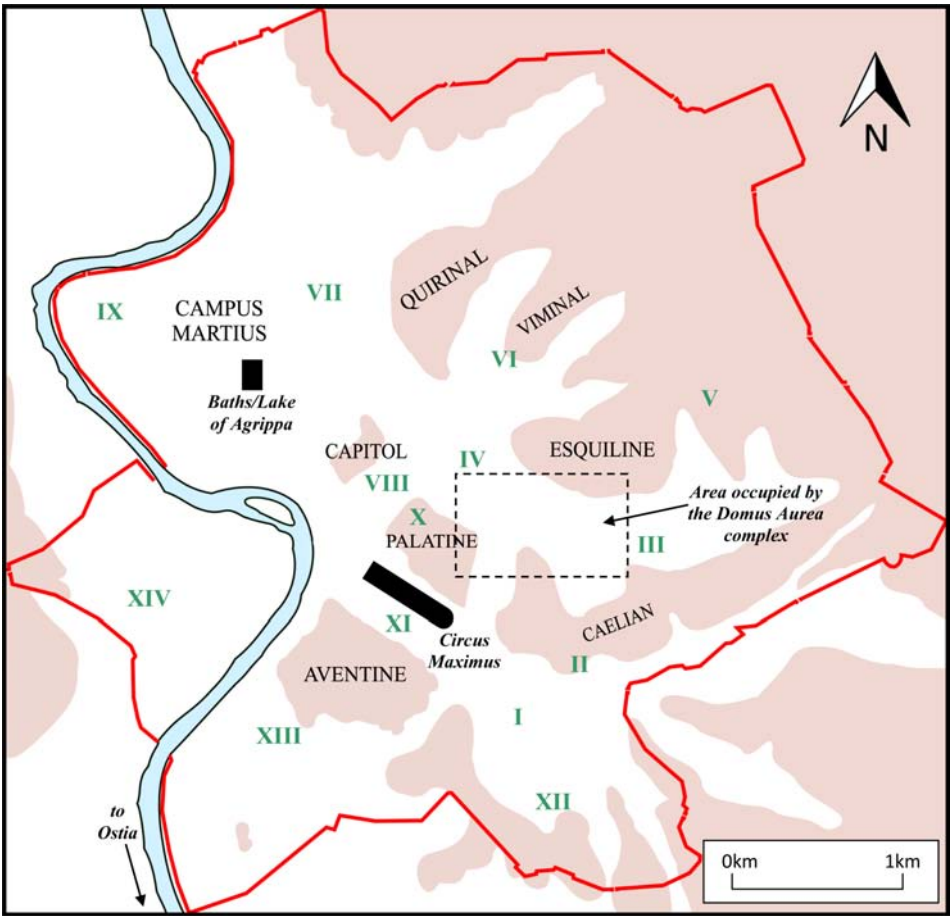 N
QUIRINAL
VII
IX
CAMPUS
MARTIUS
VIMINAL
VI
Baths/Lake
of Agrippa
V
CAPITOL
IV
ESQUILINE
VIII
Area occupied by
the Domus Aurea
complex
X
PALATINE
III
XIV
XI
CAELIAN
Circus
Maximus
II
AVENTINE
I
XIII
XII
to
Ostia
0km
1km